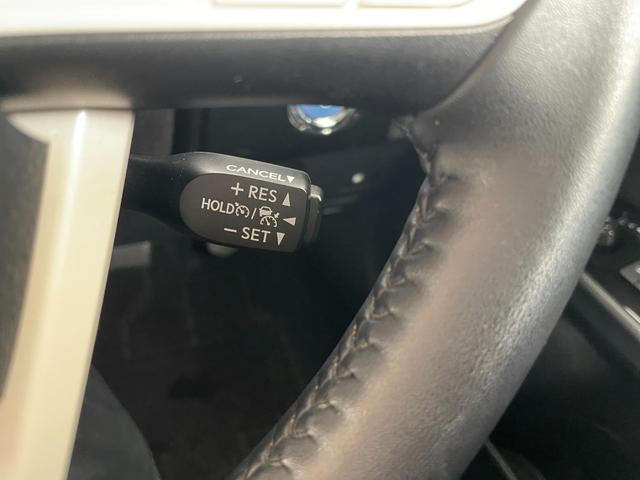 CANCEL▼
+ RES ▲
HOLD / ◀
− SET ▼